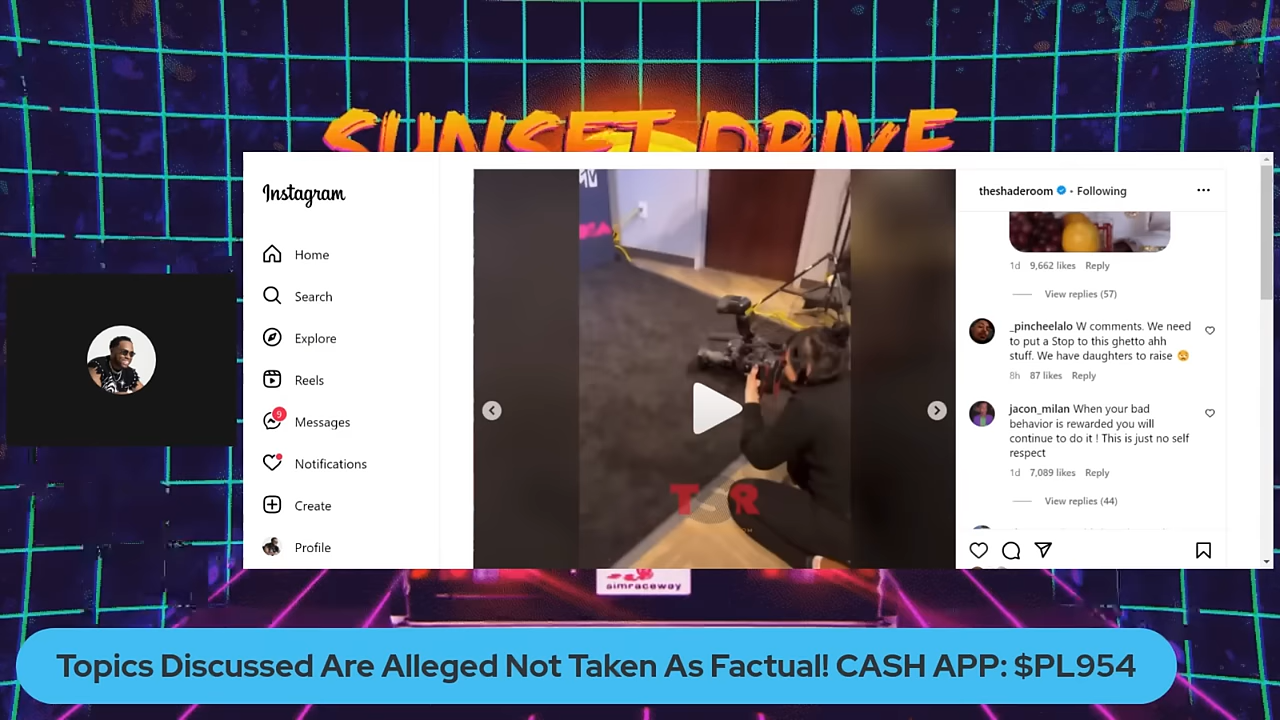 SUNSET DRIVE
Instagram
Home
Search
Explore
Reels
9
Messages
Notifications
Create
Profile
TSR
theshaderoom • Following
1d 9,662 likes Reply
View replies (57)
_pincheelalo W comments. We need
to put a Stop to this ghetto ahh
stuff. We have daughters to raise 😩
8h 87 likes Reply
jacon_milan When your bad
behavior is rewarded you will
continue to do it ! This is just no self
respect
1d 7,089 likes Reply
View replies (44)
simraceway
Topics Discussed Are Alleged Not Taken As Factual! CASH APP: $PL954